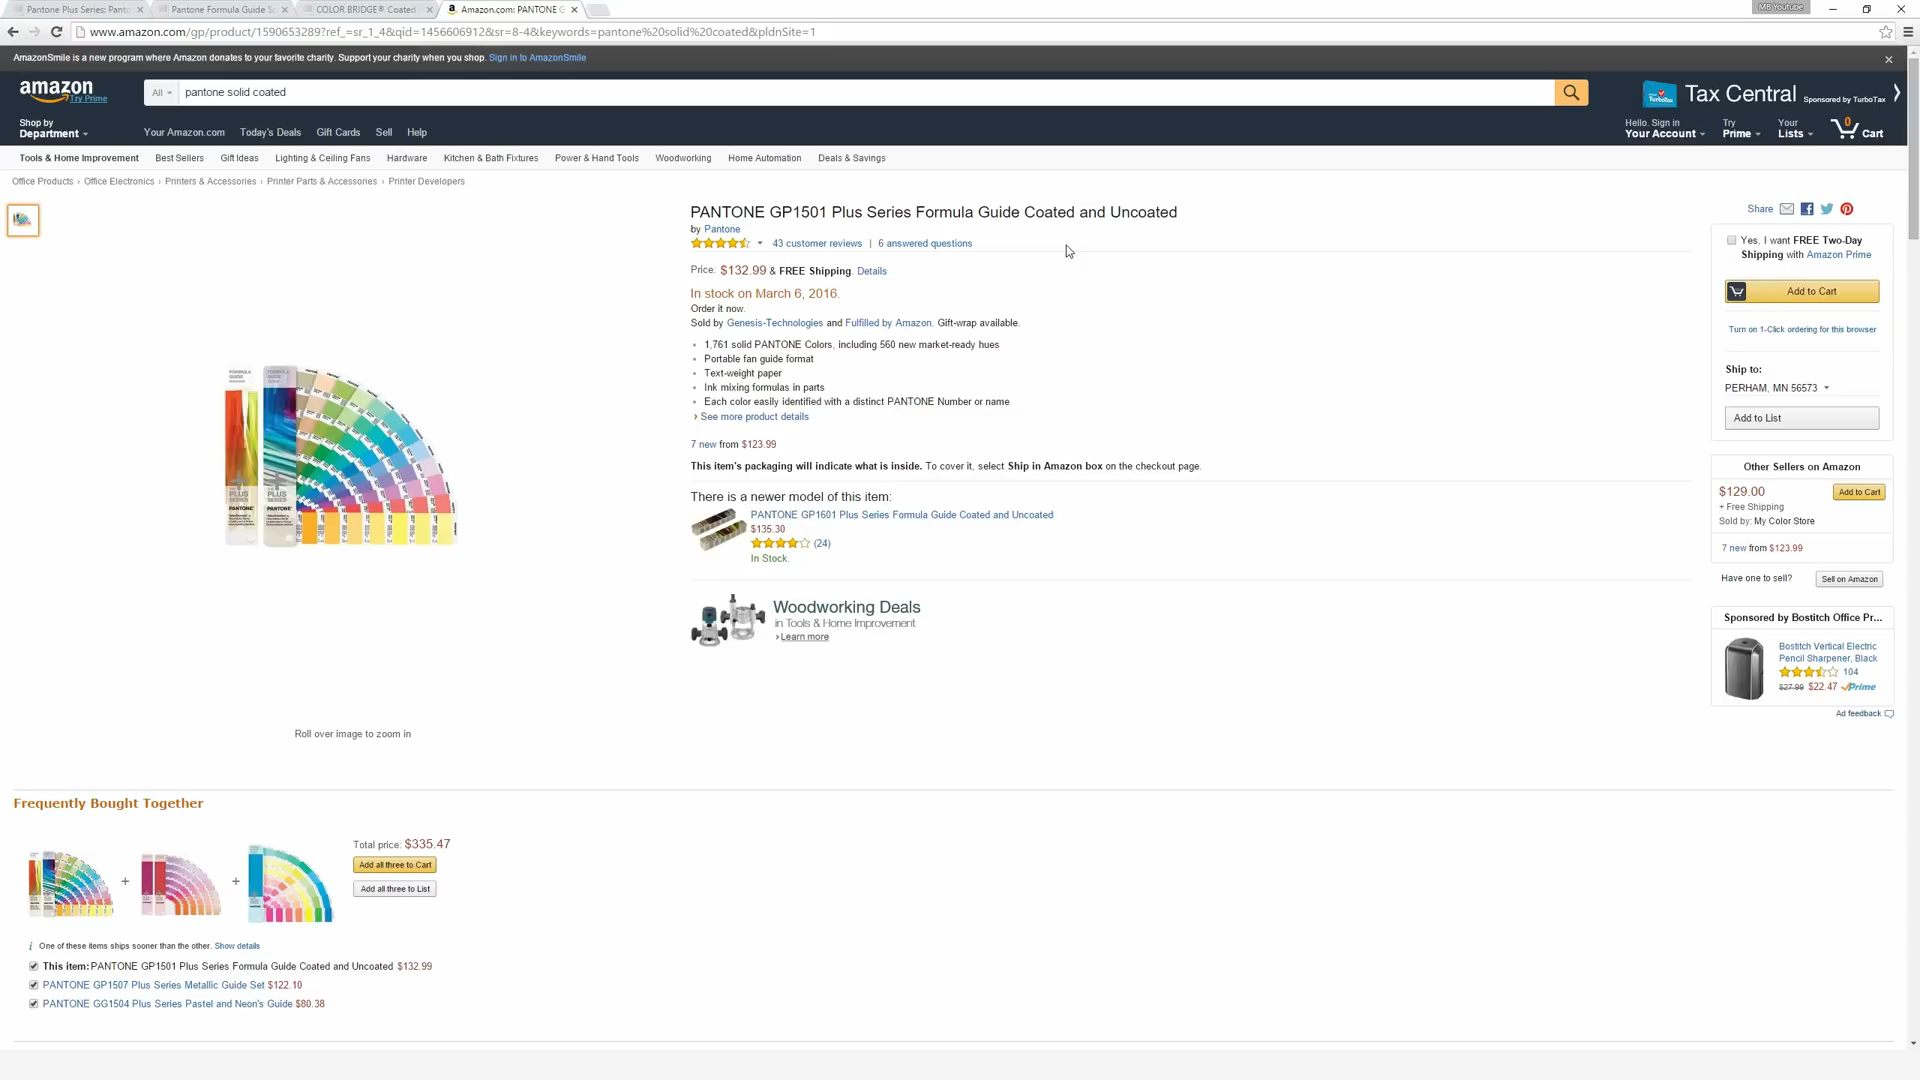 Pantone Plus Series: Panto
Pantone Formula Guide S
COLOR BRIDGE® Coated
Amazon.com: PANTONE G
MB Youtube
www.amazon.com/gp/product/1590653289?ref_=sr_1_4&qid=1456606912&sr=8-4&keywords=pantone%20solid%20coated&pldnSite=1
AmazonSmile is a new program where Amazon donates to your favorite charity. Support your charity when you shop. Sign in to AmazonSmile
amazon
Try Prime
All
pantone solid coated
TurboTax
Tax Central Sponsored by TurboTax
Shop by
Department
Your Amazon.com Today's Deals Gift Cards Sell Help
Hello. Sign in
Your Account
Try
Prime
Your
Lists
0
Cart
Tools & Home Improvement Best Sellers Gift Ideas Lighting & Ceiling Fans Hardware Kitchen & Bath Fixtures Power & Hand Tools Woodworking Home Automation Deals & Savings
Office Products › Office Electronics › Printers & Accessories › Printer Parts & Accessories › Printer Developers
PANTONE GP1501 Plus Series Formula Guide Coated and Uncoated
by Pantone
43 customer reviews | 6 answered questions
Price: $132.99 & FREE Shipping. Details
In stock on March 6, 2016.
Order it now.
Sold by Genesis-Technologies and Fulfilled by Amazon. Gift-wrap available.
• 1,761 solid PANTONE Colors, including 560 new market-ready hues
• Portable fan guide format
• Text-weight paper
• Ink mixing formulas in parts
• Each color easily identified with a distinct PANTONE Number or name
› See more product details
7 new from $123.99
This item's packaging will indicate what is inside. To cover it, select Ship in Amazon box on the checkout page.
There is a newer model of this item:
PANTONE GP1601 Plus Series Formula Guide Coated and Uncoated
$135.30
(24)
In Stock.
Woodworking Deals
in Tools & Home Improvement
›Learn more
FORMULA GUIDE
FORMULA GUIDE
PLUS SERIES
PLUS SERIES
PANTONE
PANTONE
Roll over image to zoom in
Share
Yes, I want FREE Two-Day
Shipping with Amazon Prime
Add to Cart
Turn on 1-Click ordering for this browser
Ship to:
PERHAM, MN 56573
Add to List
Other Sellers on Amazon
$129.00
Add to Cart
+ Free Shipping
Sold by: My Color Store
7 new from $123.99
Have one to sell?
Sell on Amazon
Sponsored by Bostitch Office Pr...
Bostitch Vertical Electric
Pencil Sharpener, Black
104
$27.99 $22.47 Prime
Ad feedback
Frequently Bought Together
+
+
Total price: $335.47
Add all three to Cart
Add all three to List
i One of these items ships sooner than the other. Show details
This item: PANTONE GP1501 Plus Series Formula Guide Coated and Uncoated $132.99
PANTONE GP1507 Plus Series Metallic Guide Set $122.10
PANTONE GG1504 Plus Series Pastel and Neon's Guide $80.38